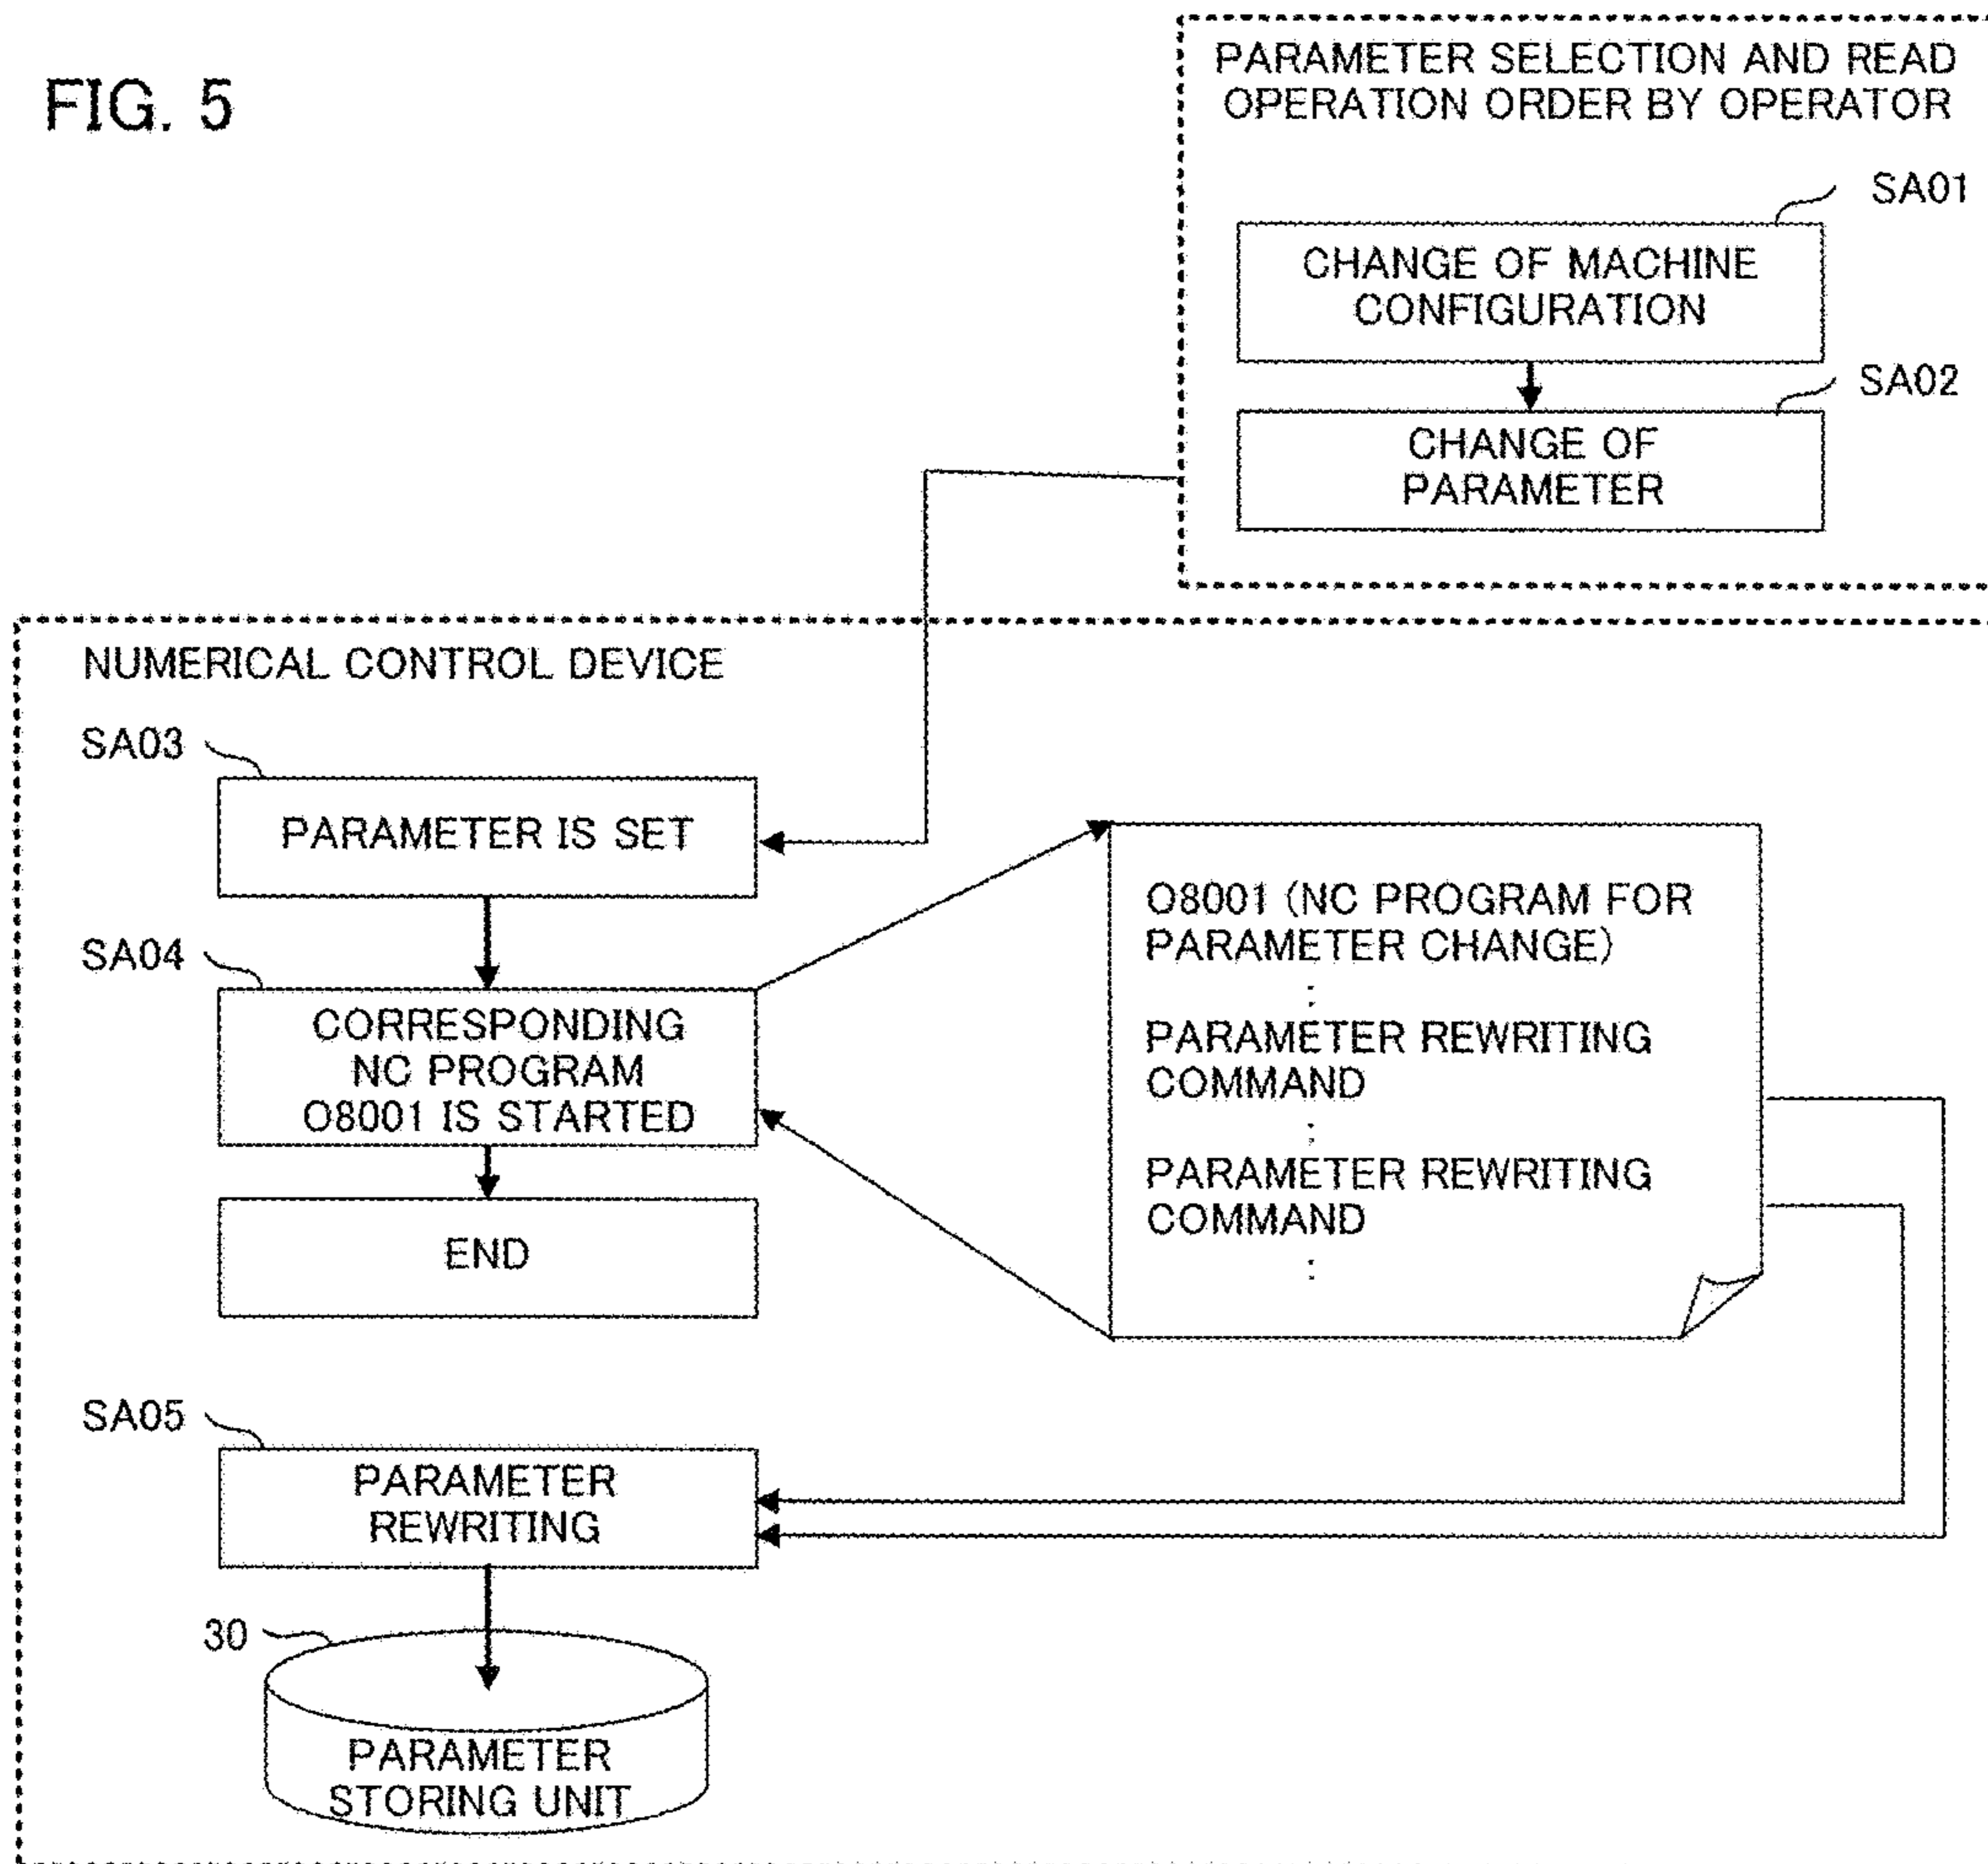 FIG. 5
PARAMETER SELECTION AND READ
OPERATION ORDER BY OPERATOR
SA01
CHANGE OF MACHINE
CONFIGURATION
SA02
CHANGE OF
PARAMETER
NUMERICAL CONTROL DEVICE
SA03
PARAMETER IS SET
SA04
CORRESPONDING
NC PROGRAM
O8001 IS STARTED
END
O8001 (NC PROGRAM FOR
PARAMETER CHANGE)
:
PARAMETER REWRITING
COMMAND
:
PARAMETER REWRITING
COMMAND
:
SA05
PARAMETER
REWRITING
30
PARAMETER
STORING UNIT